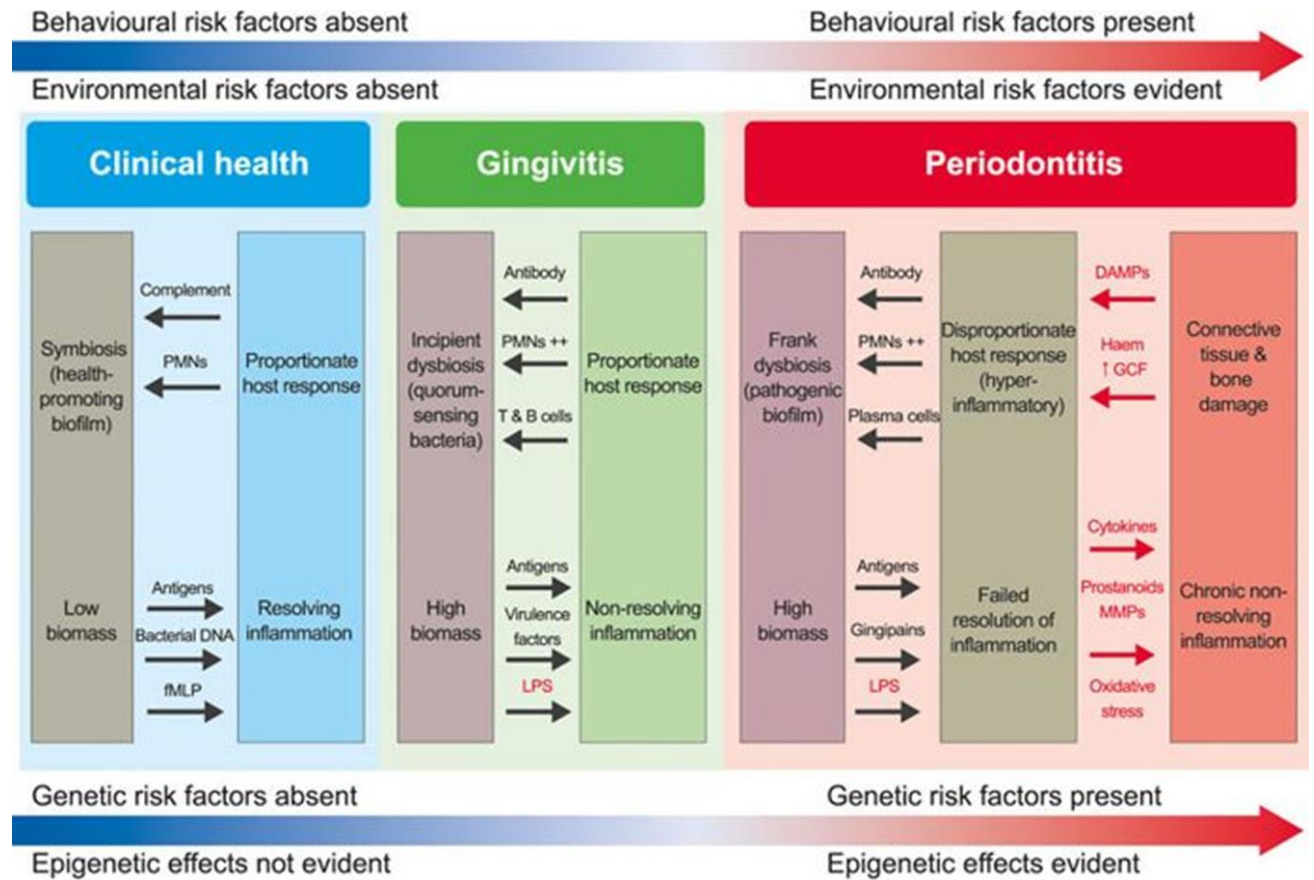 Behavioural risk factors absent
Behavioural risk factors present
Environmental risk factors absent
Environmental risk factors evident
Clinical health
Gingivitis
Periodontitis
Symbiosis
(health-
promoting
biofilm)
Low
biomass
Complement
PMNs
Antigens
Bacterial DNA
fMLP
Proportionate
host response
Resolving
inflammation
Incipient
dysbiosis
(quorum-
sensing
bacteria)
High
biomass
Antibody
PMNs ++
T & B cells
Antigens
Virulence
factors
LPS
Proportionate
host response
Non-resolving
inflammation
Frank
dysbiosis
(pathogenic
biofilm)
High
biomass
Antibody
PMNs ++
Plasma cells
Antigens
Gingipains
LPS
Disproportionate
host response
(hyper-
inflammatory)
Failed
resolution of
inflammation
DAMPs
Haem
↑ GCF
Cytokines
Prostanoids
MMPs
Oxidative
stress
Connective
tissue &
bone
damage
Chronic non-
resolving
inflammation
Genetic risk factors absent
Genetic risk factors present
Epigenetic effects not evident
Epigenetic effects evident